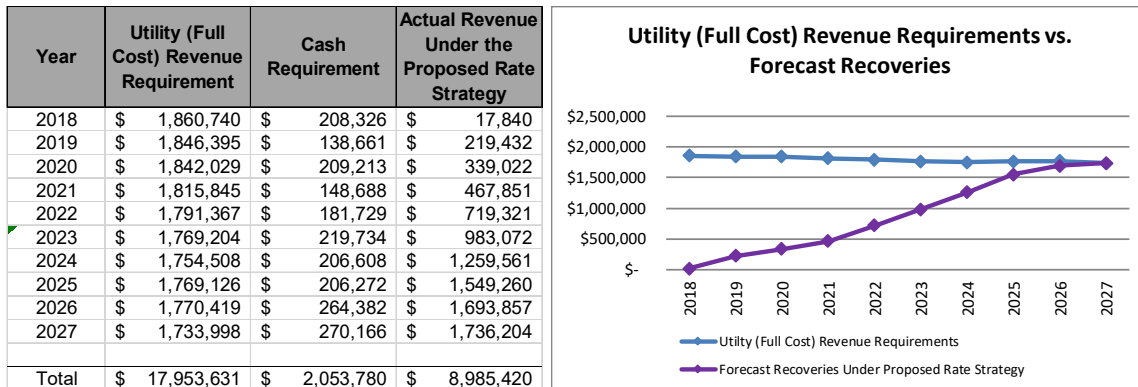 Year Utility (Full Cost) Revenue Requirement Cash Requirement Actual Revenue Under the Proposed Rate Strategy
2018 $ 1,860,740 $ 208,326 $ 17,840
2019 $ 1,846,395 $ 138,661 $ 219,432
2020 $ 1,842,029 $ 209,213 $ 339,022
2021 $ 1,815,845 $ 148,688 $ 467,851
2022 $ 1,791,367 $ 181,729 $ 719,321
2023 $ 1,769,204 $ 219,734 $ 983,072
2024 $ 1,754,508 $ 206,608 $ 1,259,561
2025 $ 1,769,126 $ 206,272 $ 1,549,260
2026 $ 1,770,419 $ 264,382 $ 1,693,857
2027 $ 1,733,998 $ 270,166 $ 1,736,204
Total $ 17,953,631 $ 2,053,780 $ 8,985,420
Utility (Full Cost) Revenue Requirements vs.
Forecast Recoveries
$2,500,000
$2,000,000
$1,500,000
$1,000,000
$500,000
$-
2018 2019 2020 2021 2022 2023 2024 2025 2026 2027
Utilty (Full Cost) Revenue Requirements
Forecast Recoveries Under Proposed Rate Strategy